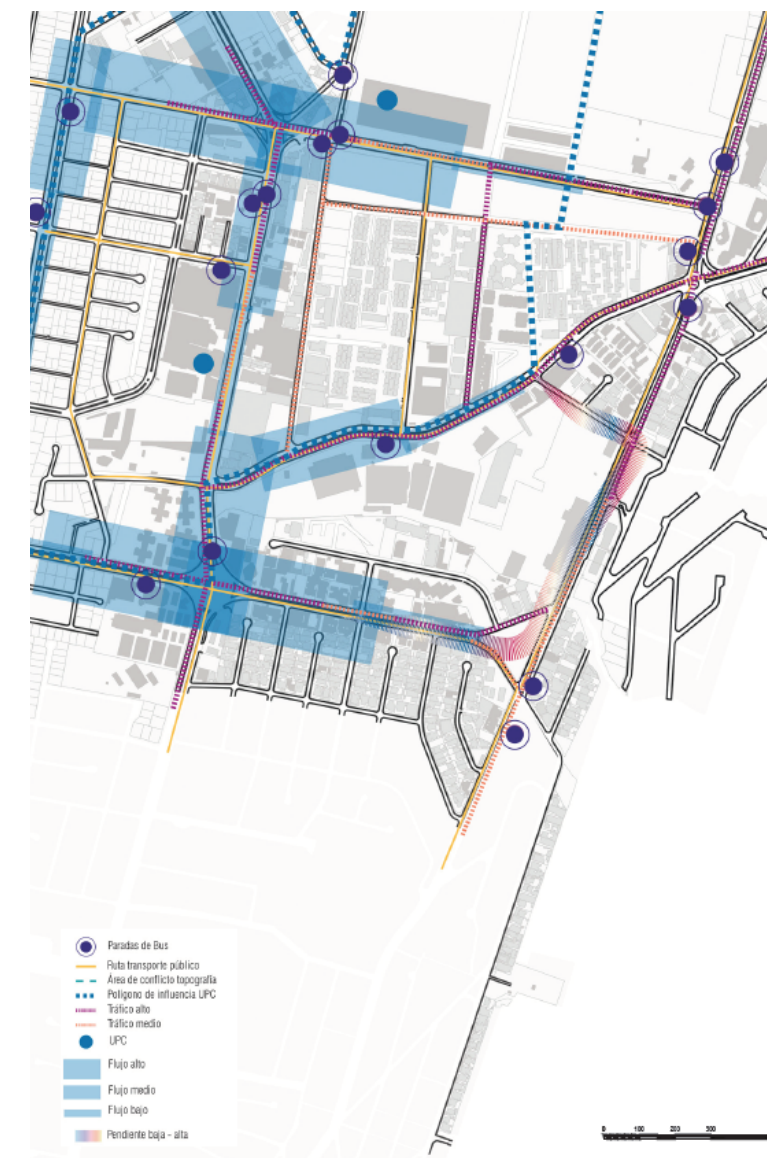 Paradas de Bus
Ruta transporte público
Área de conflicto topografía
Polígono de influencia UPC
Tráfico alto
Tráfico medio
UPC
Flujo alto
Flujo medio
Flujo bajo
Pendiente baja - alta
0 100 200 300